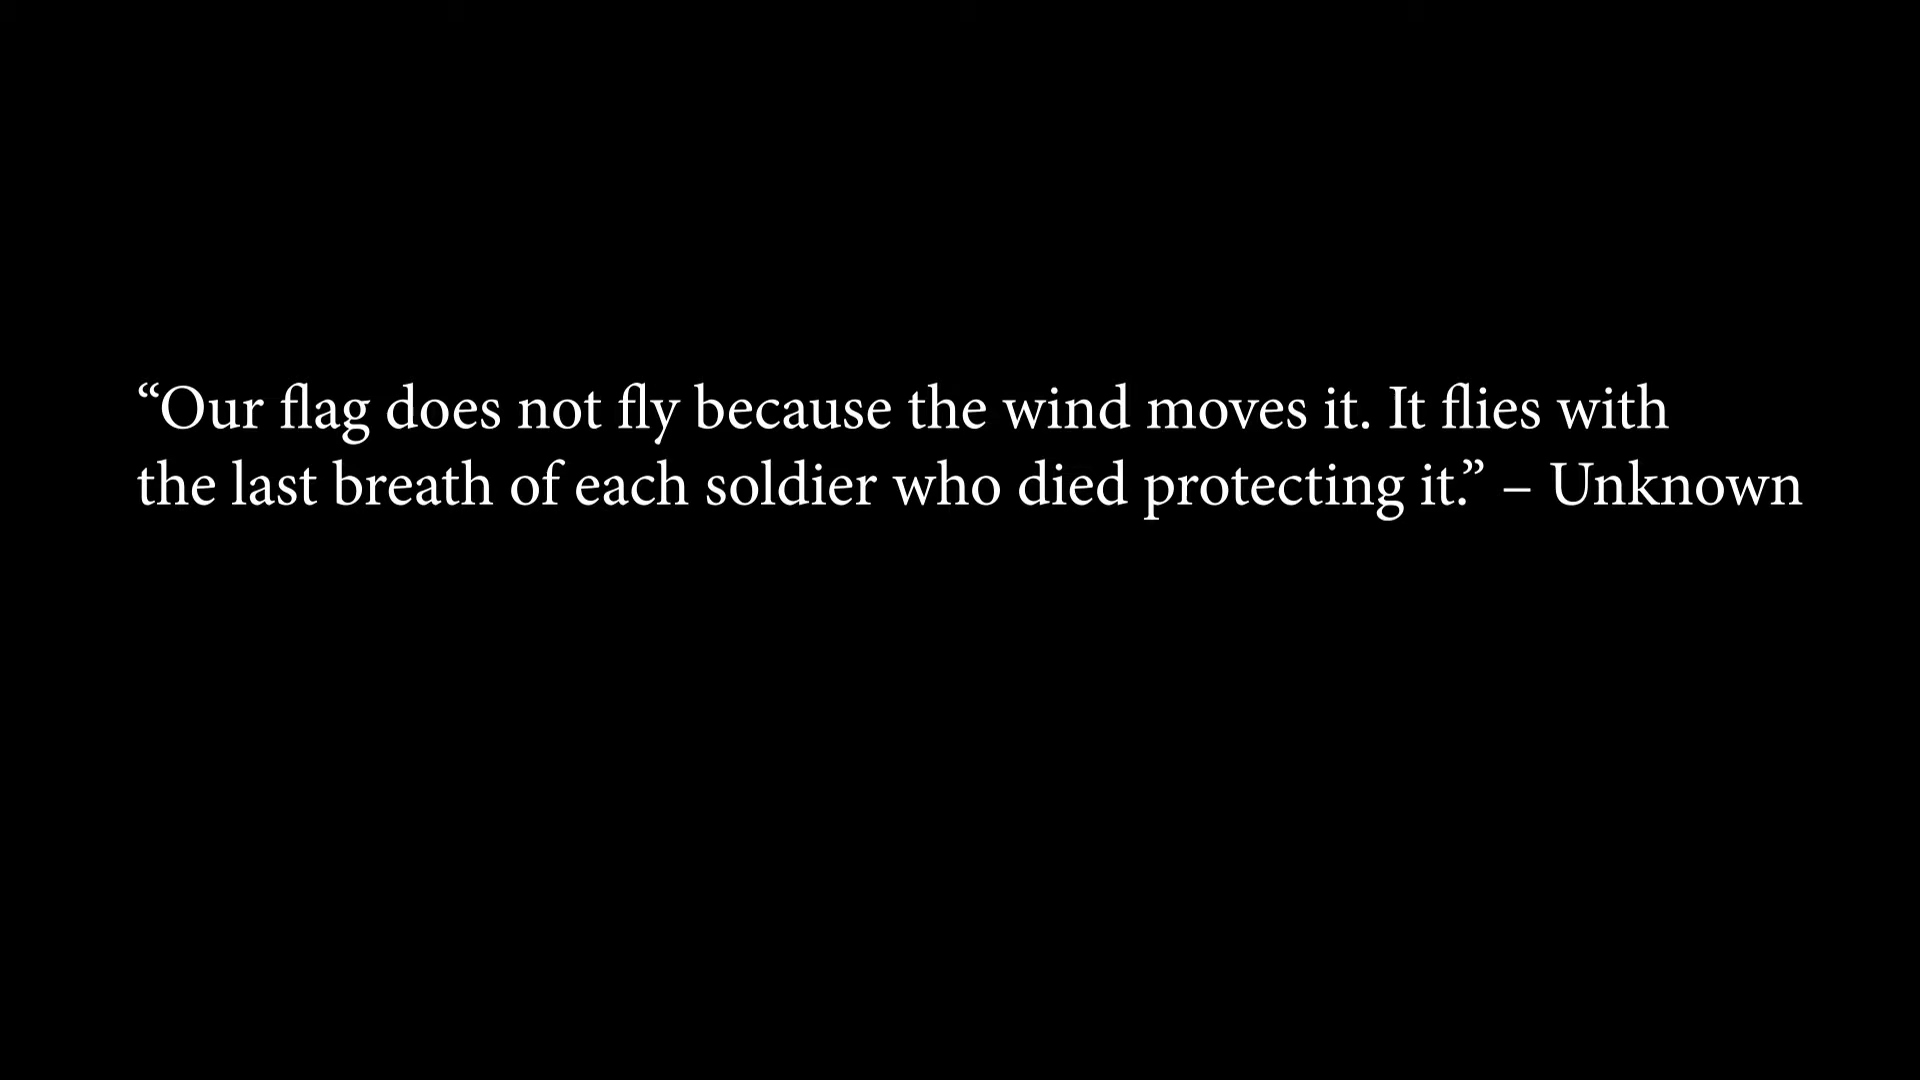 “Our flag does not fly because the wind moves it. It flies with
the last breath of each soldier who died protecting it.” – Unknown